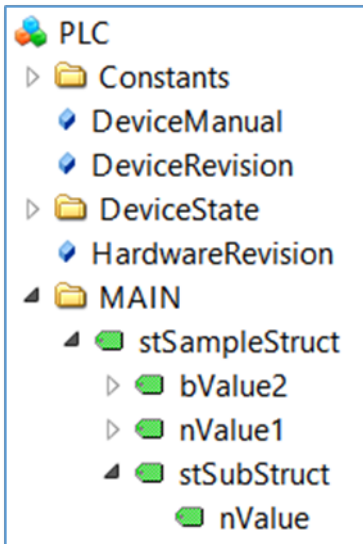 PLC
Constants
DeviceManual
DeviceRevision
DeviceState
HardwareRevision
MAIN
stSampleStruct
bValue2
nValue1
stSubStruct
nValue